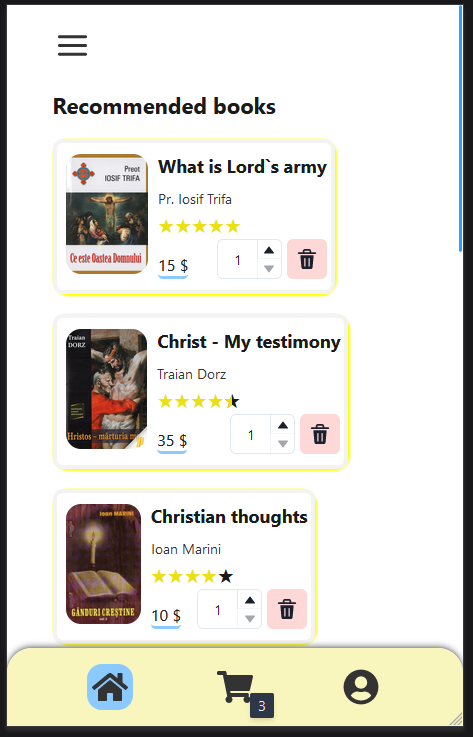 Recommended books
Preot
IOSIF TRIFA
Ce este Oastea Domnului
What is Lord`s army
Pr. Iosif Trifa
15 $
1
Traian
DORZ
Hristos - mărturia m
Christ - My testimony
Traian Dorz
35 $
1
IOAN MARINI
GÂNDURI CREȘTINE
Christian thoughts
Ioan Marini
10 $
1
3